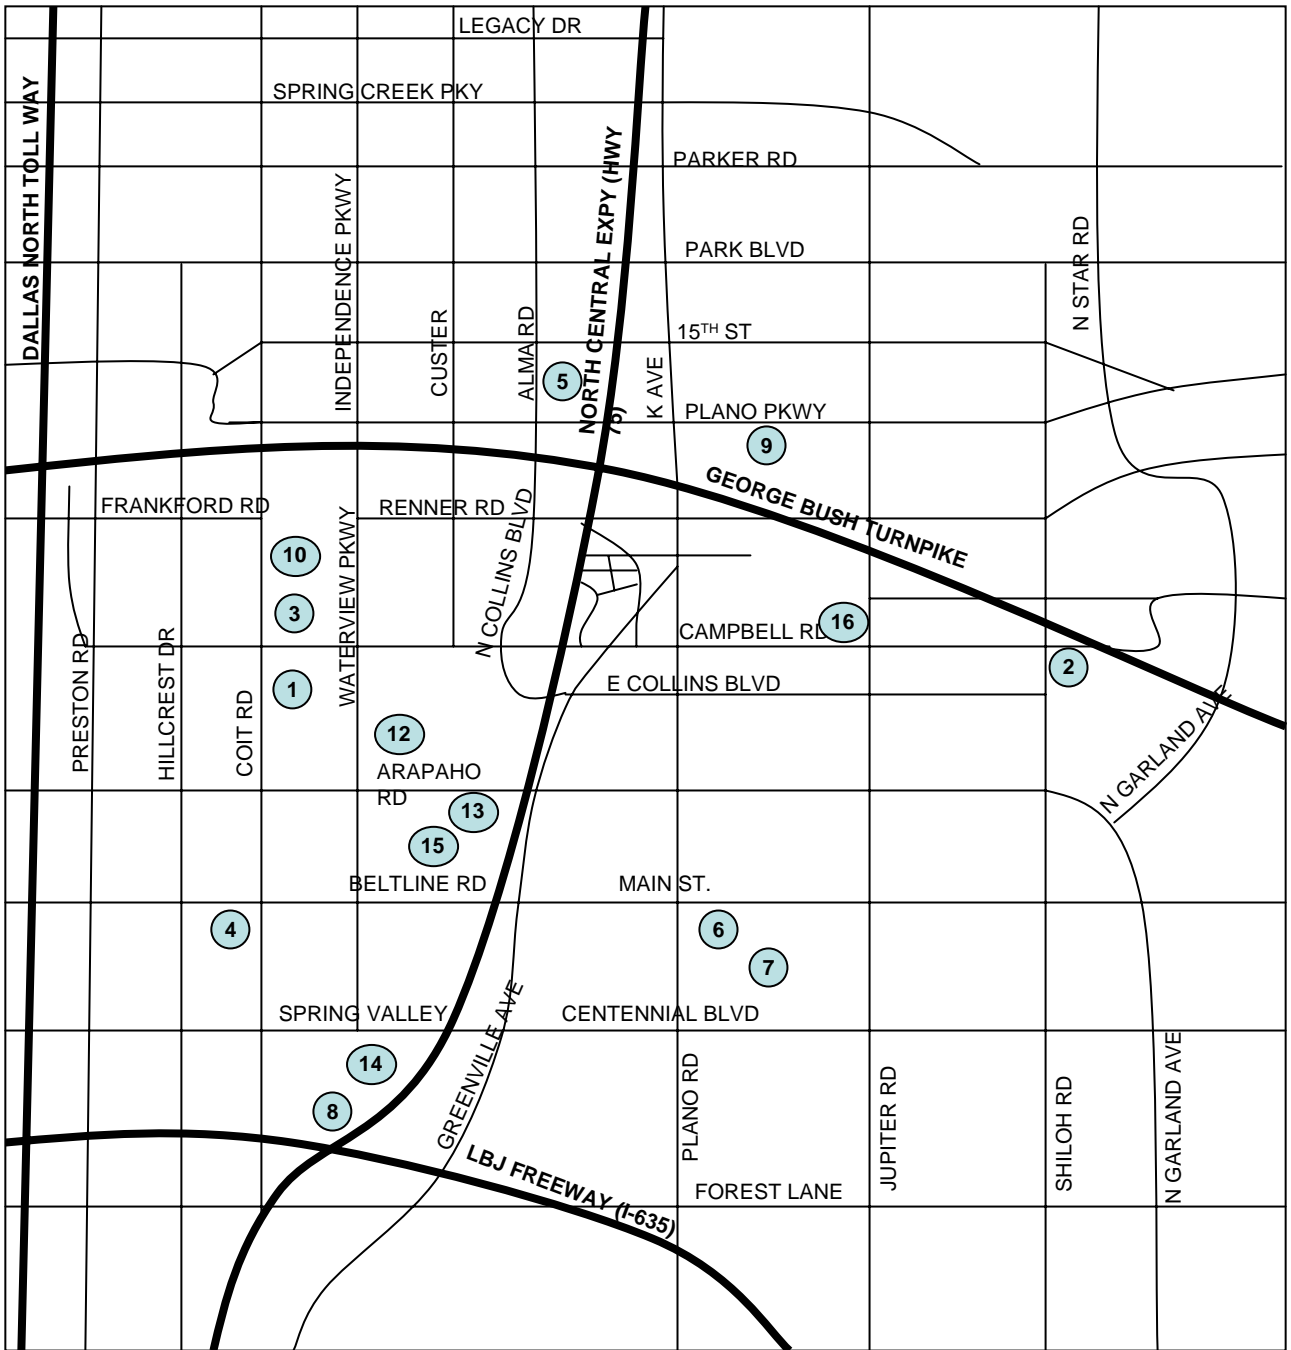 LEGACY DR
SPRING CREEK PKY
DALLAS NORTH TOLL WAY
PARKER RD
NORTH CENTRAL EXPY (HWY
75)
INDEPENDENCE PKWY
PARK BLVD
N STAR RD
CUSTER
ALMA RD
15TH ST
5
K AVE
PLANO PKWY
9
GEORGE BUSH TURNPIKE
FRANKFORD RD
RENNER RD
N COLLINS BLVD
WATERVIEW PKWY
10
3
16
CAMPBELL RD
PRESTON RD
HILLCREST DR
COIT RD
1
2
E COLLINS BLVD
N GARLAND AVE
12
ARAPAHO
RD
13
15
BELTLINE RD
MAIN ST.
4
6
7
SPRING VALLEY
CENTENNIAL BLVD
GREENVILLE AVE
14
8
PLANO RD
JUPITER RD
SHILOH RD
N GARLAND AVE
LBJ FREEWAY (I-635)
FOREST LANE